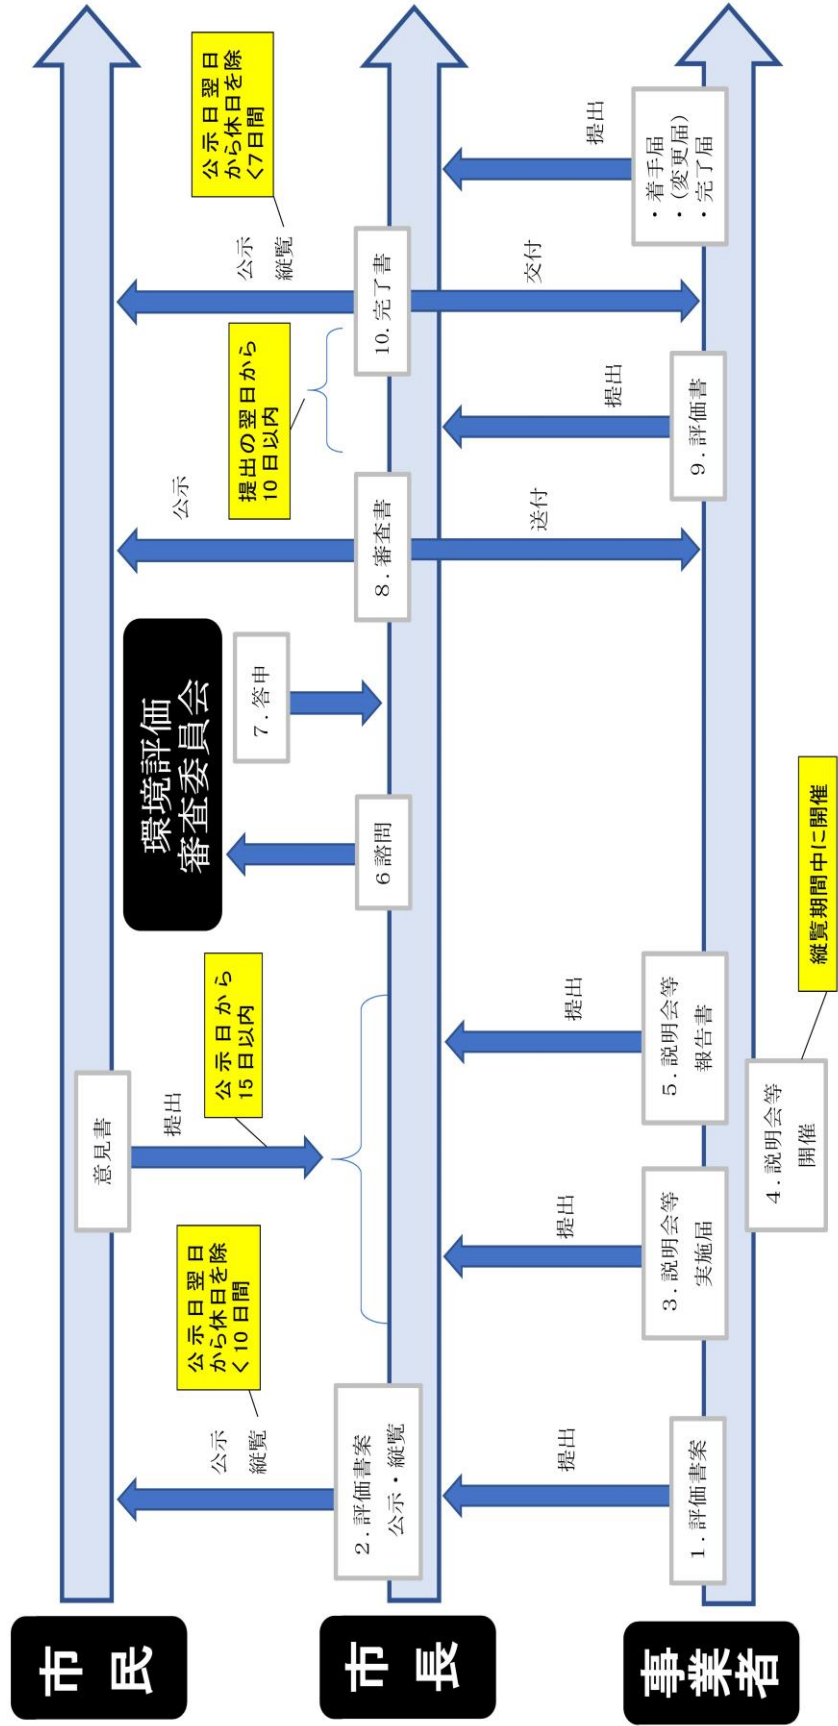 市民
市長
事業者
1．評価書案
提出
2．評価書案
公示・縦覧
公示
縦覧
公示日翌日
から休日を除
く10日間
3．説明会等
実施届
提出
4．説明会等
開催
縦覧期間中に開催
意見書
提出
公示日から
15日以内
5．説明会等
報告書
提出
6諮問
環境評価
審査委員会
7．答申
8．審査書
公示
送付
9．評価書
提出
提出の翌日から
10日以内
10．完了書
公示
縦覧
交付
公示日翌日
から休日を除
く7日間
・着手届
・（変更届）
・完了届
提出